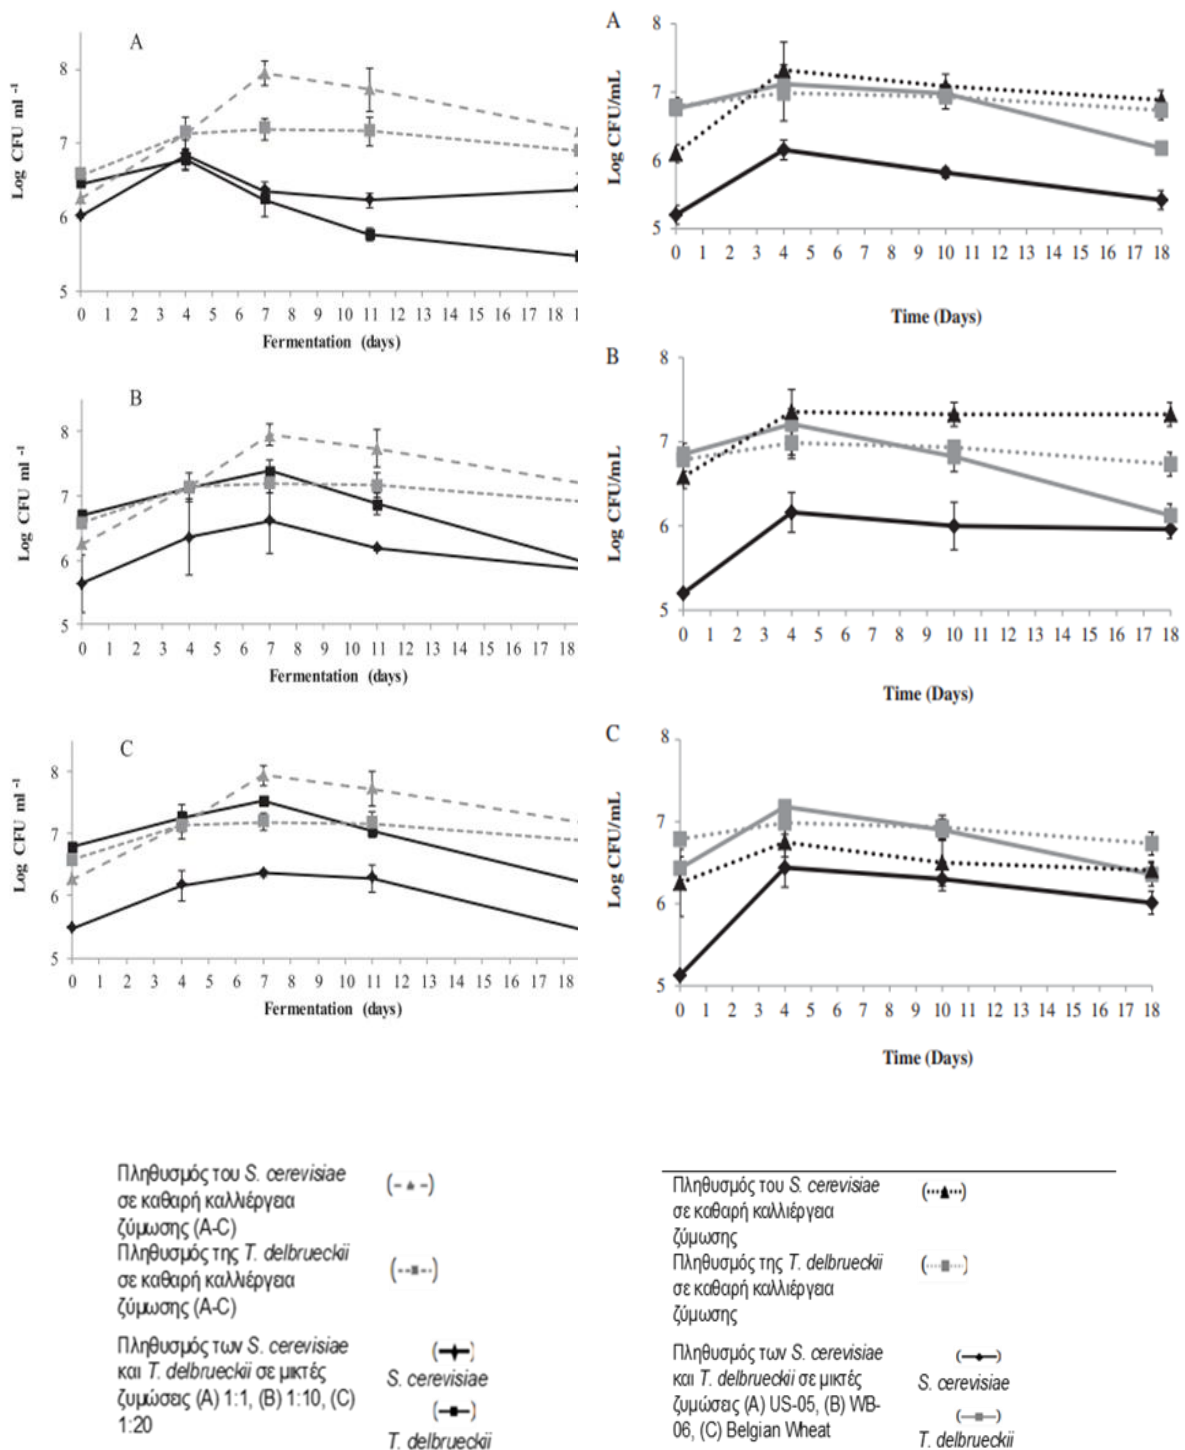 A
Log CFU ml -1
8
7
6
5
0 1 2 3 4 5 6 7 8 9 10 11 12 13 14 15 16 17 18
Fermentation (days)
B
Log CFU ml -1
8
7
6
5
0 1 2 3 4 5 6 7 8 9 10 11 12 13 14 15 16 17 18
Fermentation (days)
C
Log CFU ml -1
8
7
6
5
0 1 2 3 4 5 6 7 8 9 10 11 12 13 14 15 16 17 18
Fermentation (days)
Πληθυσμός του S. cerevisiae
σε καθαρή καλλιέργεια
ζύμωσης (A-C)
Πληθυσμός της T. delbrueckii
σε καθαρή καλλιέργεια
ζύμωσης (A-C)
Πληθυσμός των S. cerevisiae
και T. delbrueckii σε μικτές
ζυμώσεις (A) 1:1, (B) 1:10, (C)
1:20
S. cerevisiae
T. delbrueckii
A
Log CFU/mL
8
7
6
5
0 1 2 3 4 5 6 7 8 9 10 11 12 13 14 15 16 17 18
Time (Days)
B
Log CFU/mL
8
7
6
5
0 1 2 3 4 5 6 7 8 9 10 11 12 13 14 15 16 17 18
Time (Days)
C
Log CFU/mL
8
7
6
5
0 1 2 3 4 5 6 7 8 9 10 11 12 13 14 15 16 17 18
Time (Days)
Πληθυσμός του S. cerevisiae
σε καθαρή καλλιέργεια
ζύμωσης
Πληθυσμός της T. delbrueckii
σε καθαρή καλλιέργεια
ζύμωσης
Πληθυσμός των S. cerevisiae
και T. delbrueckii σε μικτές
ζυμώσεις (A) US-05, (B) WB-
06, (C) Belgian Wheat
S. cerevisiae
T. delbrueckii